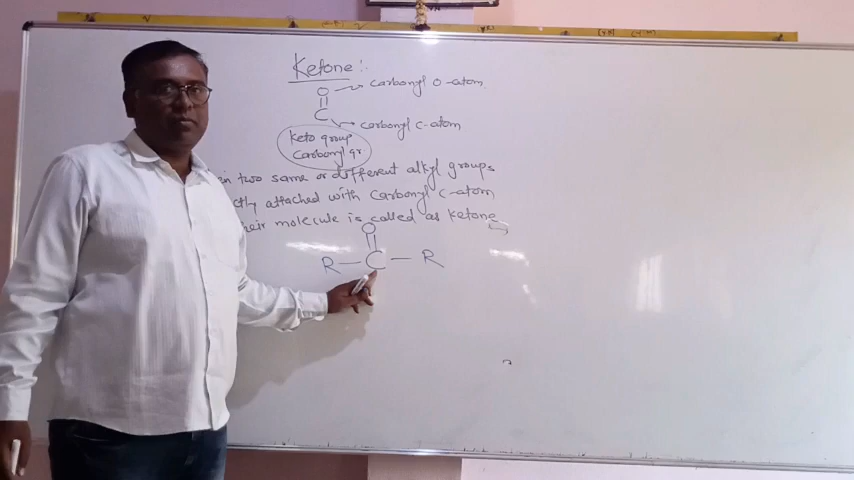 Ketone :-
O → Carbonyl O-atom
||
C → Carbonyl C-atom
Keto group
Carbonyl gr.
two same or different alkyl groups
attached with Carbonyl C-atom
molecule is called as Ketone
O
||
R — C — R